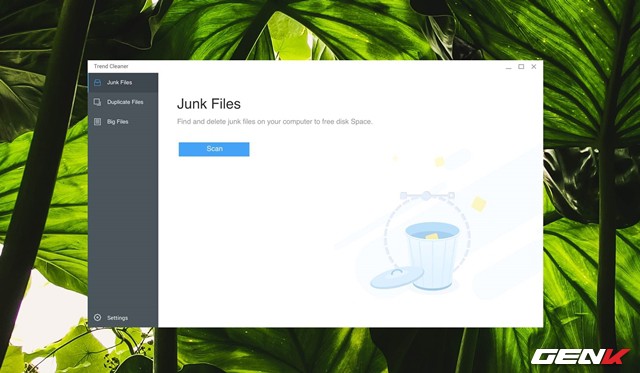 Trend Cleaner
Junk Files
Duplicate Files
Big Files
Settings
Junk Files
Find and delete junk files on your computer to free disk Space.
Scan
GENK